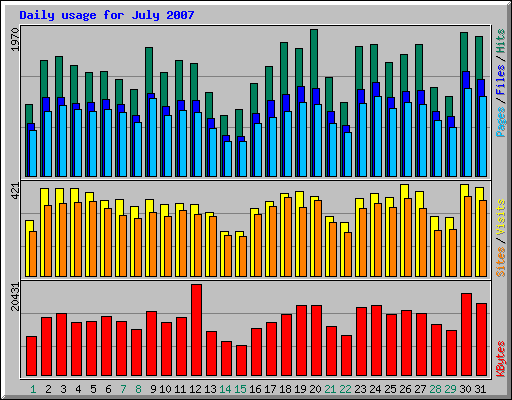 Daily usage for July 2007
1970
Pages / Files / Hits
421
Sites / Visits
20431
KBytes
1 2 3 4 5 6 7 8 9 10 11 12 13 14 15 16 17 18 19 20 21 22 23 24 25 26 27 28 29 30 31